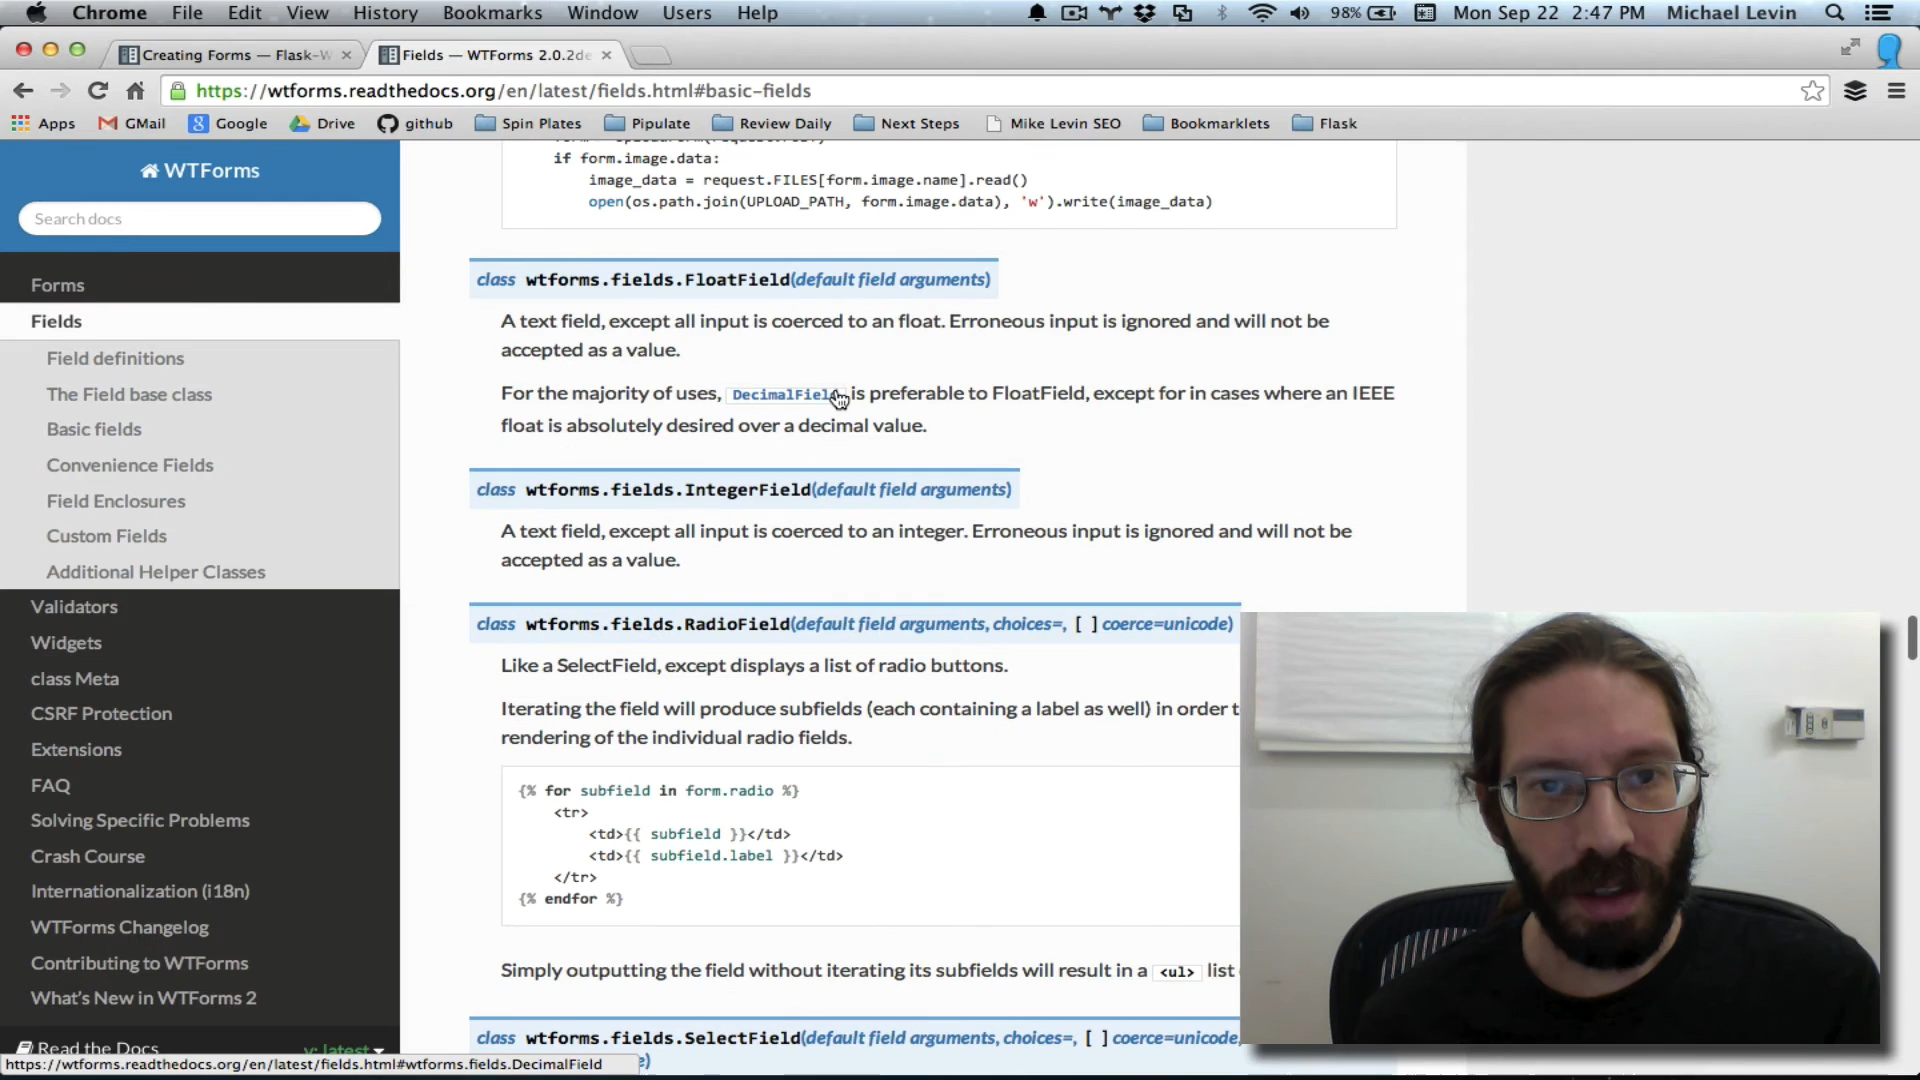 Chrome File Edit View History Bookmarks Window Users Help 98% Mon Sep 22 2:47 PM Michael Levin
Creating Forms — Flask-W Fields — WTForms 2.0.2de
https://wtforms.readthedocs.org/en/latest/fields.html#basic-fields
Apps GMail Google Drive github Spin Plates Pipulate Review Daily Next Steps Mike Levin SEO Bookmarklets Flask
WTForms
Search docs
Forms
Fields
Field definitions
The Field base class
Basic fields
Convenience Fields
Field Enclosures
Custom Fields
Additional Helper Classes
Validators
Widgets
class Meta
CSRF Protection
Extensions
FAQ
Solving Specific Problems
Crash Course
Internationalization (i18n)
WTForms Changelog
Contributing to WTForms
What's New in WTForms 2
Read the Docs v: latest
if form.image.data:
image_data = request.FILES[form.image.name].read()
open(os.path.join(UPLOAD_PATH, form.image.data), 'w').write(image_data)
class wtforms.fields.FloatField(default field arguments)
A text field, except all input is coerced to an float. Erroneous input is ignored and will not be
accepted as a value.
For the majority of uses, DecimalField is preferable to FloatField, except for in cases where an IEEE
float is absolutely desired over a decimal value.
class wtforms.fields.IntegerField(default field arguments)
A text field, except all input is coerced to an integer. Erroneous input is ignored and will not be
accepted as a value.
class wtforms.fields.RadioField(default field arguments, choices=, [ ] coerce=unicode)
Like a SelectField, except displays a list of radio buttons.
Iterating the field will produce subfields (each containing a label as well) in order t
rendering of the individual radio fields.
{% for subfield in form.radio %}
<tr>
<td>{{ subfield }}</td>
<td>{{ subfield.label }}</td>
</tr>
{% endfor %}
Simply outputting the field without iterating its subfields will result in a <ul> list
class wtforms.fields.SelectField(default field arguments, choices=, [ ] coerce=unicode,
e)
https://wtforms.readthedocs.org/en/latest/fields.html#wtforms.fields.DecimalField